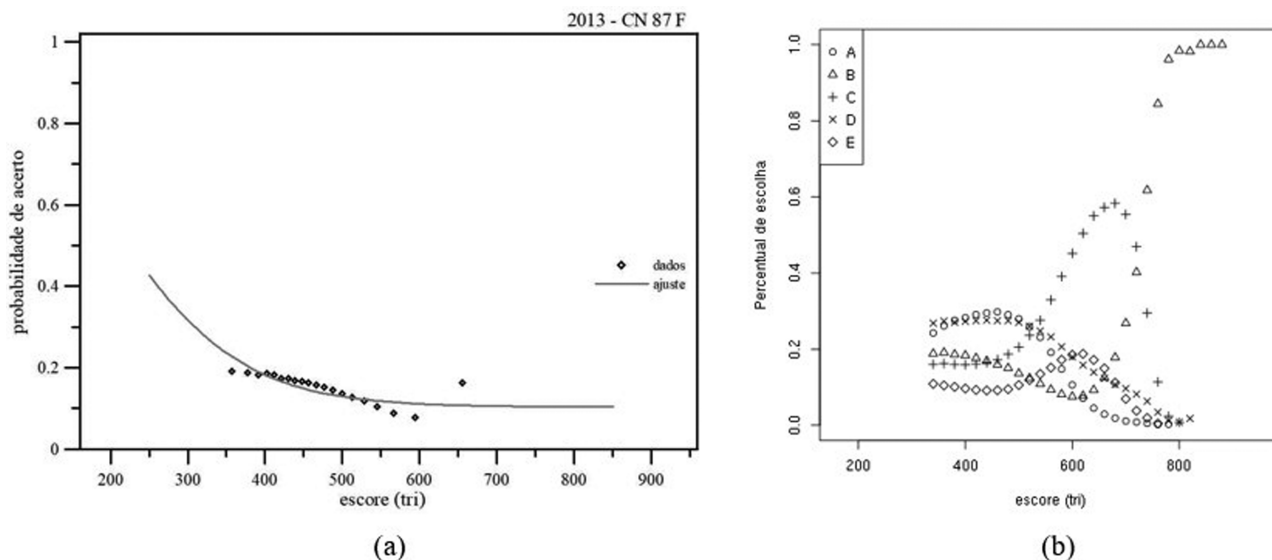 2013 - CN 87 F
probabilidade de acerto
1
0.8
0.6
0.4
0.2
0
dados
ajuste
200 300 400 500 600 700 800 900
escore (tri)
(a)
A
B
C
D
E
Percentual de escolha
1.0
0.8
0.6
0.4
0.2
0.0
200 400 600 800
escore (tri)
(b)